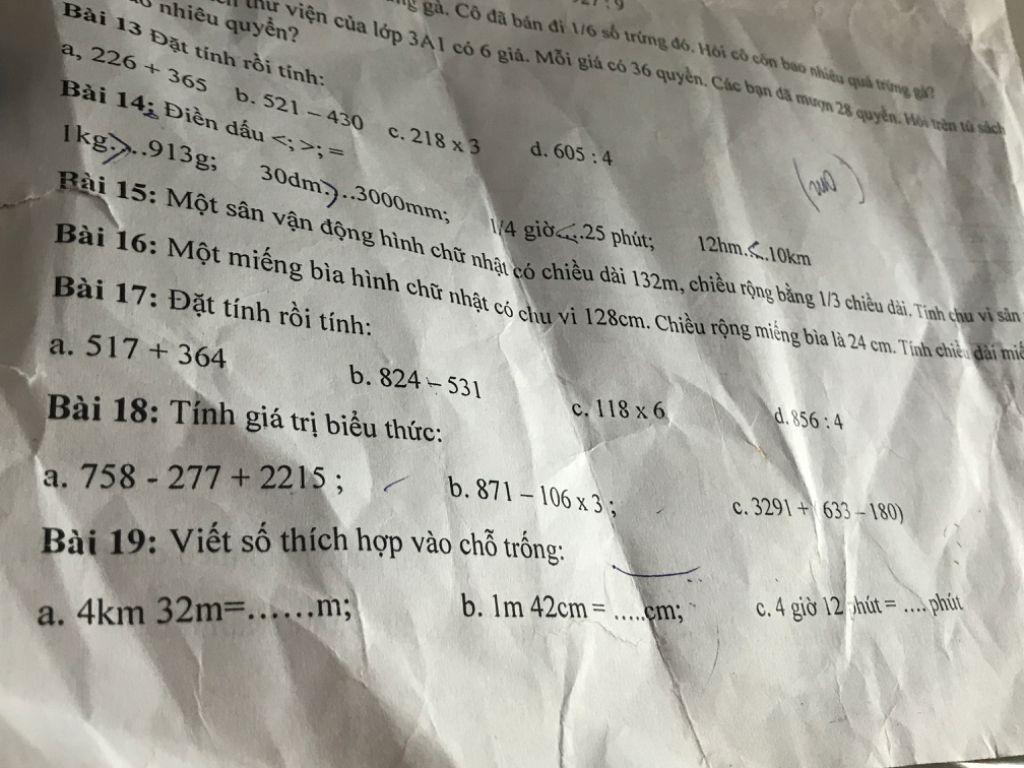 gà. Cô đã bán đi 1/6 số trứng đó. Hỏi cô còn bao nhiêu quả trứng gà?
thư viện của lớp 3A1 có 6 giá. Mỗi giá có 36 quyển. Các bạn đã mượn 28 quyển. Hỏi trên tủ sách
nhiêu quyển?
Bài 13 Đặt tính rồi tính:
a, 226 + 365 b. 521 – 430 c. 218 x 3 d. 605 : 4
Bài 14: Điền dấu <; >; =
1kg.>..913g; 30dm.>..3000mm; 1/4 giờ.<..25 phút; 12hm.<..10km
Bài 15: Một sân vận động hình chữ nhật có chiều dài 132m, chiều rộng bằng 1/3 chiều dài. Tính chu vi sân
Bài 16: Một miếng bìa hình chữ nhật có chu vi 128cm. Chiều rộng miếng bìa là 24 cm. Tính chiều dài
Bài 17: Đặt tính rồi tính:
a. 517 + 364 b. 824 – 531 c. 118 x 6 d. 856 : 4
Bài 18: Tính giá trị biểu thức:
a. 758 - 277 + 2215 ; b. 871 – 106 x 3 ; c. 3291 + ( 633 – 180)
Bài 19: Viết số thích hợp vào chỗ trống:
a. 4km 32m=......m; b. 1m 42cm = .....cm; c. 4 giờ 12 phút = .... phút